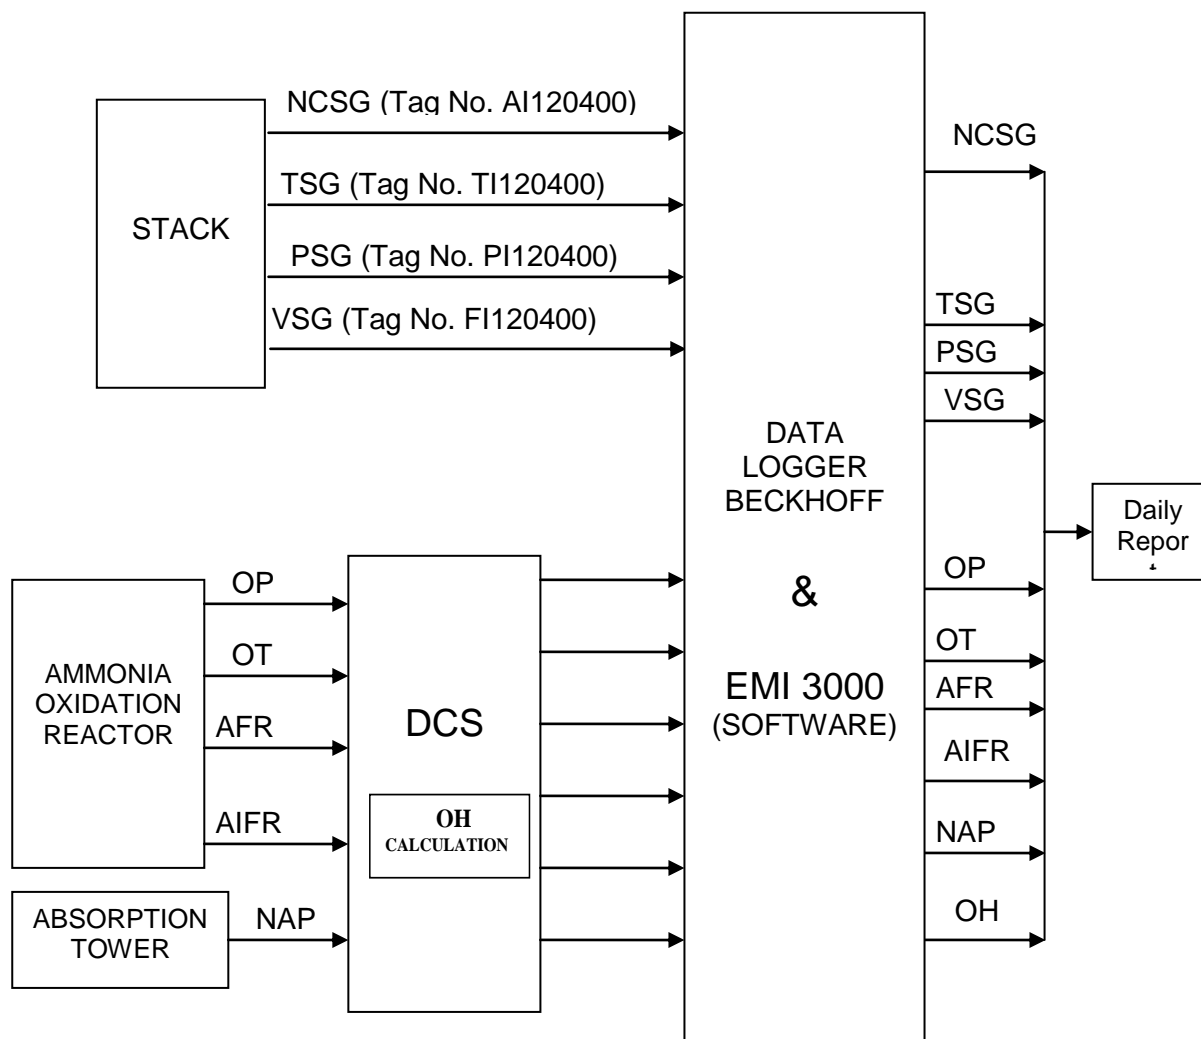 NCSG (Tag No. AI120400)
TSG (Tag No. TI120400)
PSG (Tag No. PI120400)
VSG (Tag No. FI120400)
STACK
NCSG
TSG
PSG
VSG
DATA
LOGGER
BECKHOFF
&
EMI 3000
(SOFTWARE)
Daily
Repor
OP
OT
AFR
AIFR
AMMONIA
OXIDATION
REACTOR
DCS
OH
CALCULATION
ABSORPTION
TOWER
NAP
OP
OT
AFR
AIFR
NAP
OH